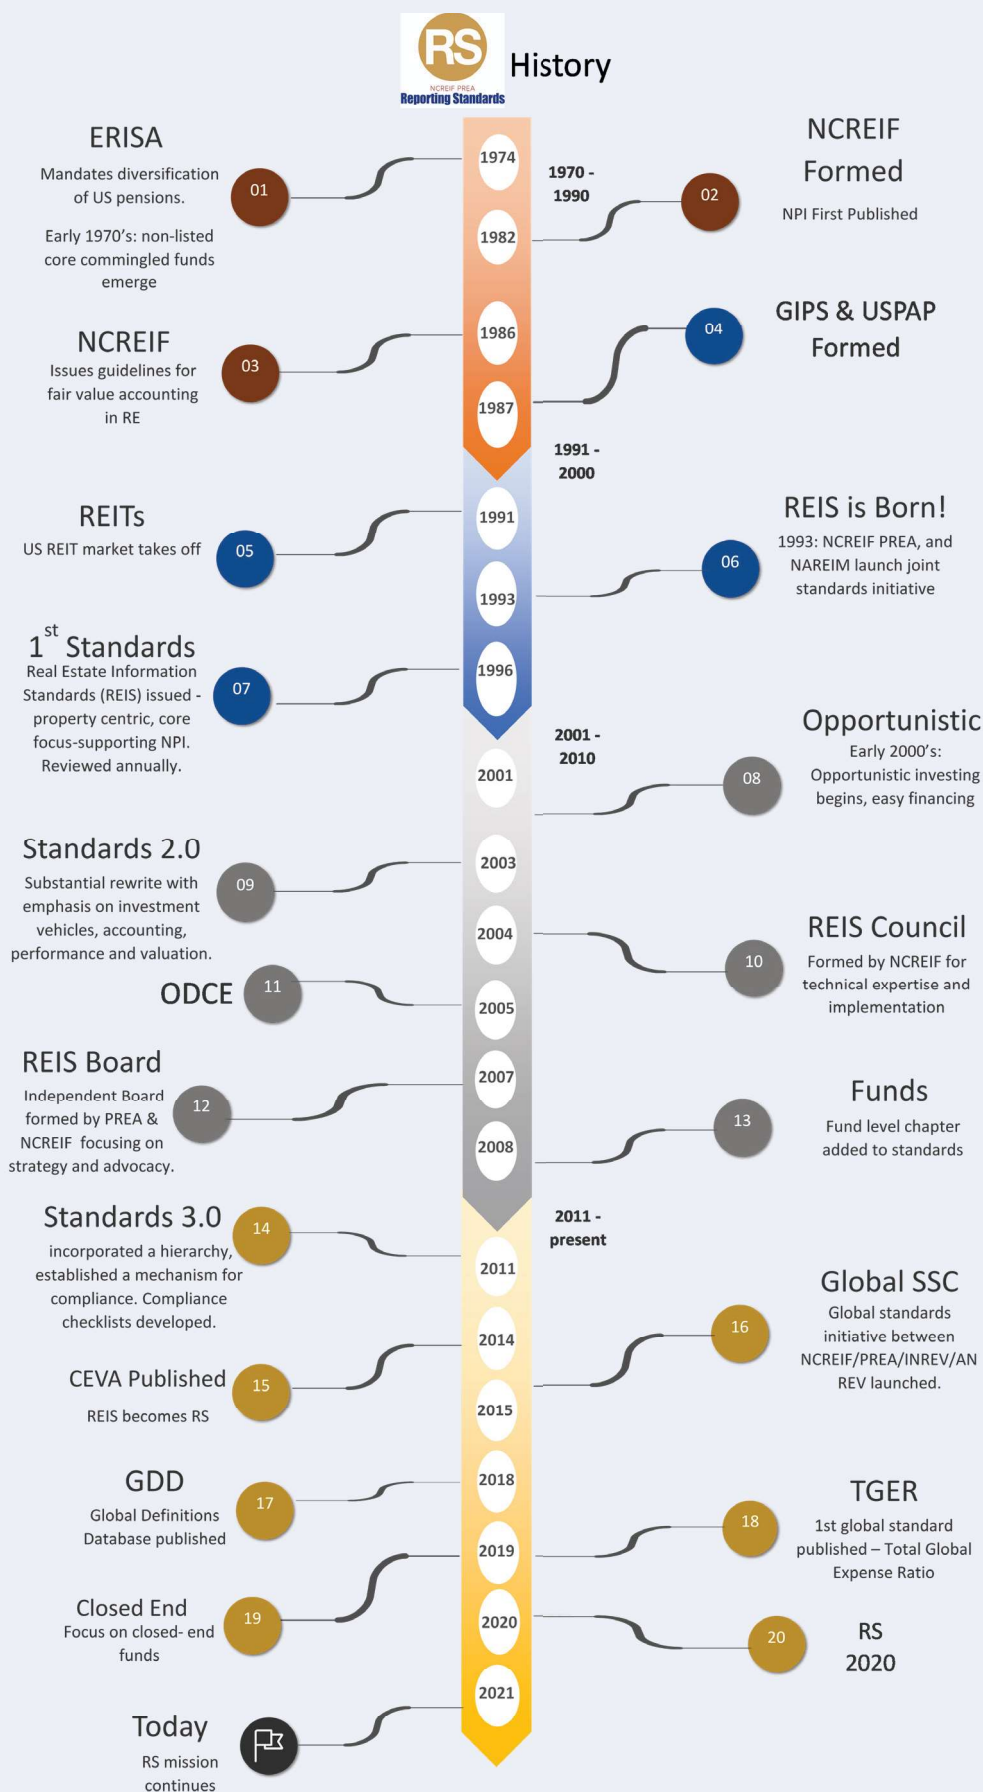 RS
NCREIF PREA
Reporting Standards
History
ERISA
Mandates diversification
of US pensions.
Early 1970's: non-listed
core commingled funds
emerge
01
1974
1970 -
1990
NCREIF
Formed
NPI First Published
02
1982
NCREIF
Issues guidelines for
fair value accounting
in RE
03
1986
GIPS & USPAP
Formed
04
1987
1991 -
2000
REITs
US REIT market takes off
05
1991
REIS is Born!
1993: NCREIF PREA, and
NAREIM launch joint
standards initiative
06
1993
1st Standards
Real Estate Information
Standards (REIS) issued -
property centric, core
focus-supporting NPI.
Reviewed annually.
07
1996
2001 -
2010
Opportunistic
Early 2000's:
Opportunistic investing
begins, easy financing
08
2001
Standards 2.0
Substantial rewrite with
emphasis on investment
vehicles, accounting,
performance and valuation.
09
2003
2004
REIS Council
Formed by NCREIF for
technical expertise and
implementation
10
ODCE
11
2005
REIS Board
Independent Board
formed by PREA &
NCREIF focusing on
strategy and advocacy.
12
2007
Funds
Fund level chapter
added to standards
13
2008
2011 -
present
Standards 3.0
incorporated a hierarchy,
established a mechanism for
compliance. Compliance
checklists developed.
14
2011
CEVA Published
REIS becomes RS
15
2014
Global SSC
Global standards
initiative between
NCREIF/PREA/INREV/AN
REV launched.
16
2015
GDD
Global Definitions
Database published
17
2018
TGER
1st global standard
published – Total Global
Expense Ratio
18
2019
Closed End
Focus on closed- end
funds
19
2020
RS
2020
20
2021
Today
RS mission
continues